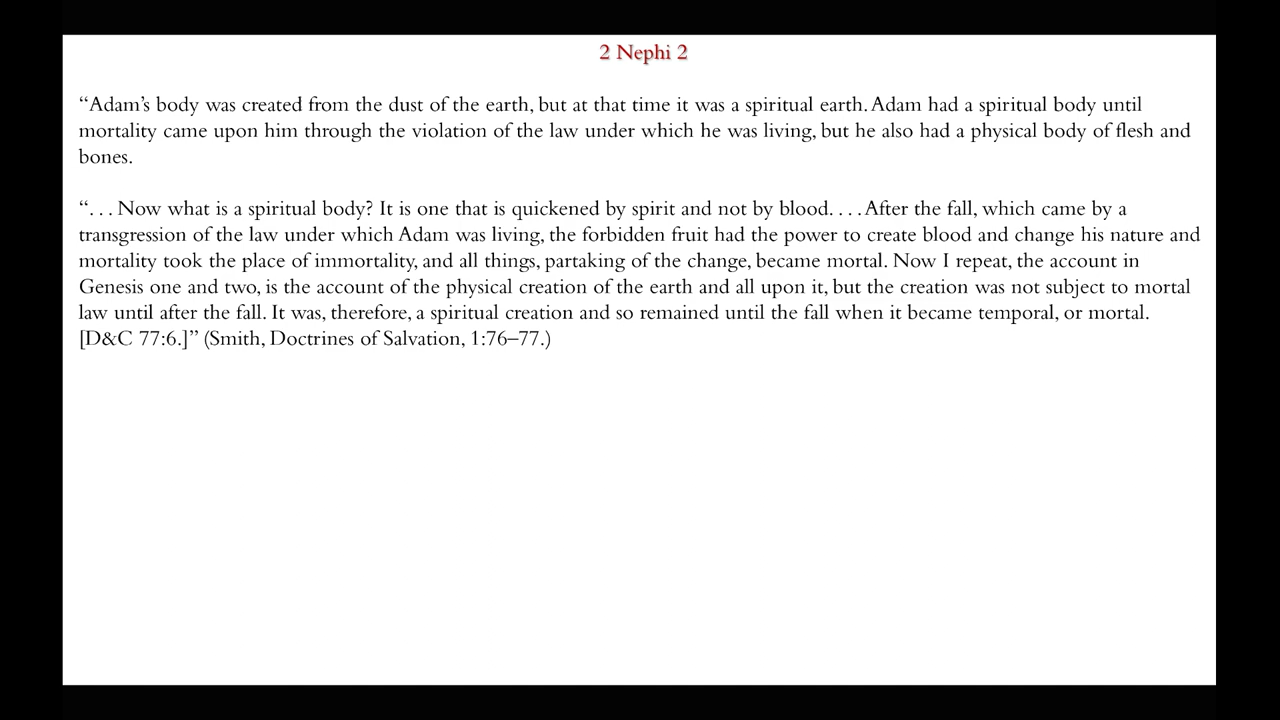 2 Nephi 2
“Adam’s body was created from the dust of the earth, but at that time it was a spiritual earth. Adam had a spiritual body until
mortality came upon him through the violation of the law under which he was living, but he also had a physical body of flesh and
bones.
“. . . Now what is a spiritual body? It is one that is quickened by spirit and not by blood. . . . After the fall, which came by a
transgression of the law under which Adam was living, the forbidden fruit had the power to create blood and change his nature and
mortality took the place of immortality, and all things, partaking of the change, became mortal. Now I repeat, the account in
Genesis one and two, is the account of the physical creation of the earth and all upon it, but the creation was not subject to mortal
law until after the fall. It was, therefore, a spiritual creation and so remained until the fall when it became temporal, or mortal.
[D&C 77:6.]” (Smith, Doctrines of Salvation, 1:76–77.)